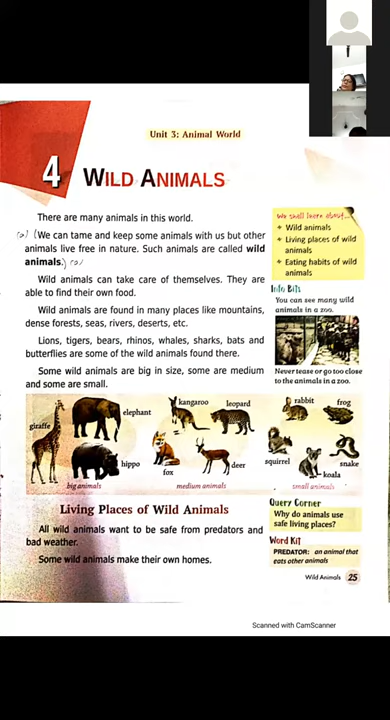 Unit 3: Animal World
4 WILD ANIMALS
There are many animals in this world.
We can tame and keep some animals with us but other
animals live free in nature. Such animals are called wild
animals.
Wild animals can take care of themselves. They are
able to find their own food.
Wild animals are found in many places like mountains,
dense forests, seas, rivers, deserts, etc.
Lions, tigers, bears, rhinos, whales, sharks, bats and
butterflies are some of the wild animals found there.
Some wild animals are big in size, some are medium
and some are small.
We shall learn about...
Wild animals
Living places of wild
animals
Eating habits of wild
animals
Info Bits
You can see many wild
animals in a zoo.
Never tease or go too close
to the animals in a zoo.
giraffe
elephant
hippo
big animals
kangaroo
leopard
fox
deer
medium animals
rabbit
frog
squirrel
koala
snake
small animals
Living Places of Wild Animals
All wild animals want to be safe from predators and
bad weather.
Some wild animals make their own homes.
Query Corner
Why do animals use
safe living places?
Word Kit
PREDATOR: an animal that
eats other animals
Wild Animals 25
Scanned with CamScanner